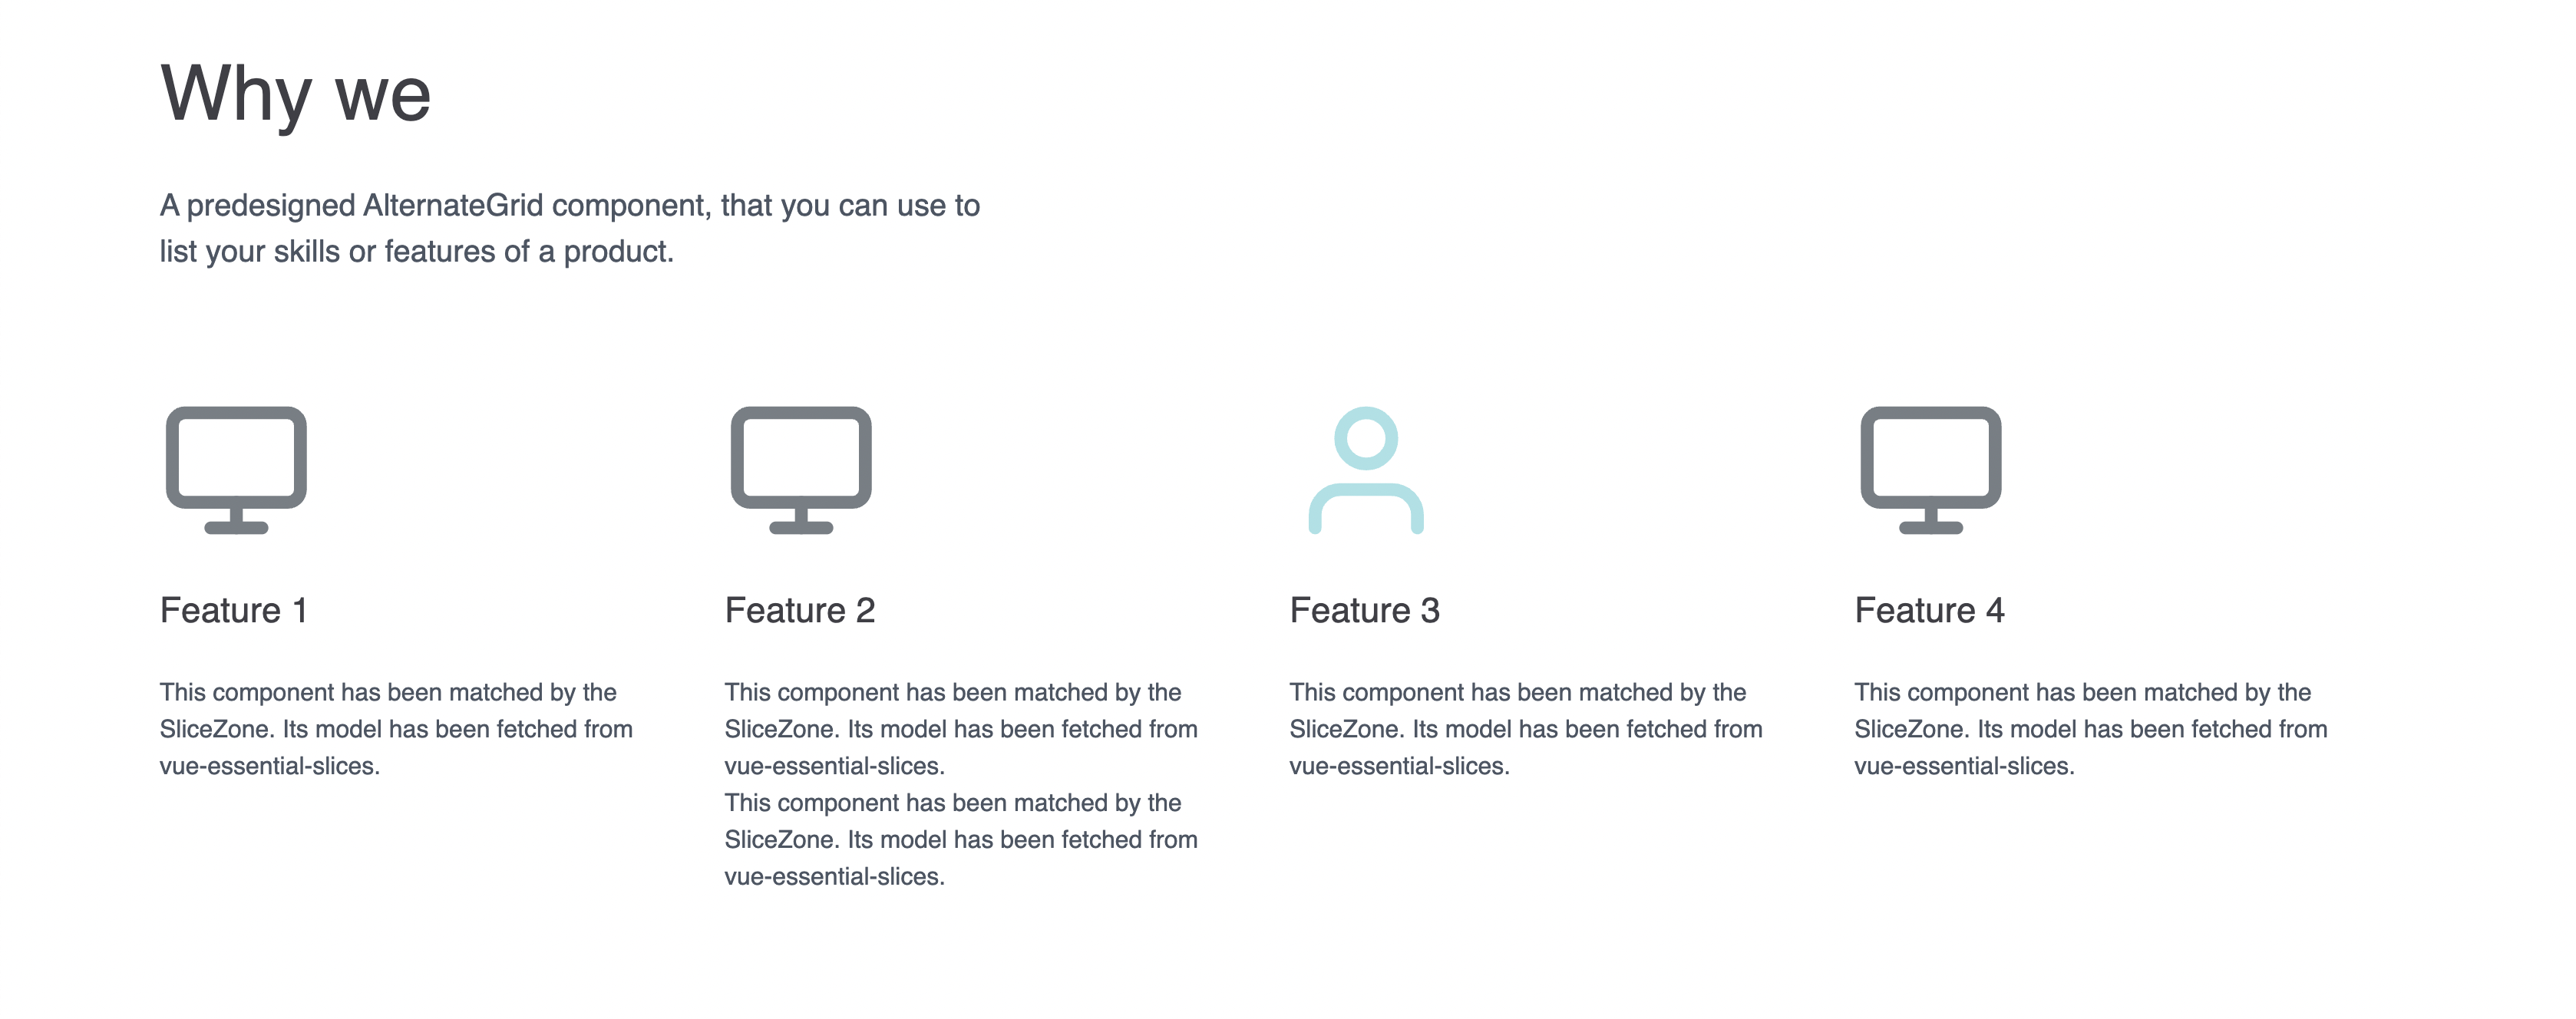 Why we
A predesigned AlternateGrid component, that you can use to
list your skills or features of a product.
Feature 1
This component has been matched by the
SliceZone. Its model has been fetched from
vue-essential-slices.
Feature 2
This component has been matched by the
SliceZone. Its model has been fetched from
vue-essential-slices.
This component has been matched by the
SliceZone. Its model has been fetched from
vue-essential-slices.
Feature 3
This component has been matched by the
SliceZone. Its model has been fetched from
vue-essential-slices.
Feature 4
This component has been matched by the
SliceZone. Its model has been fetched from
vue-essential-slices.